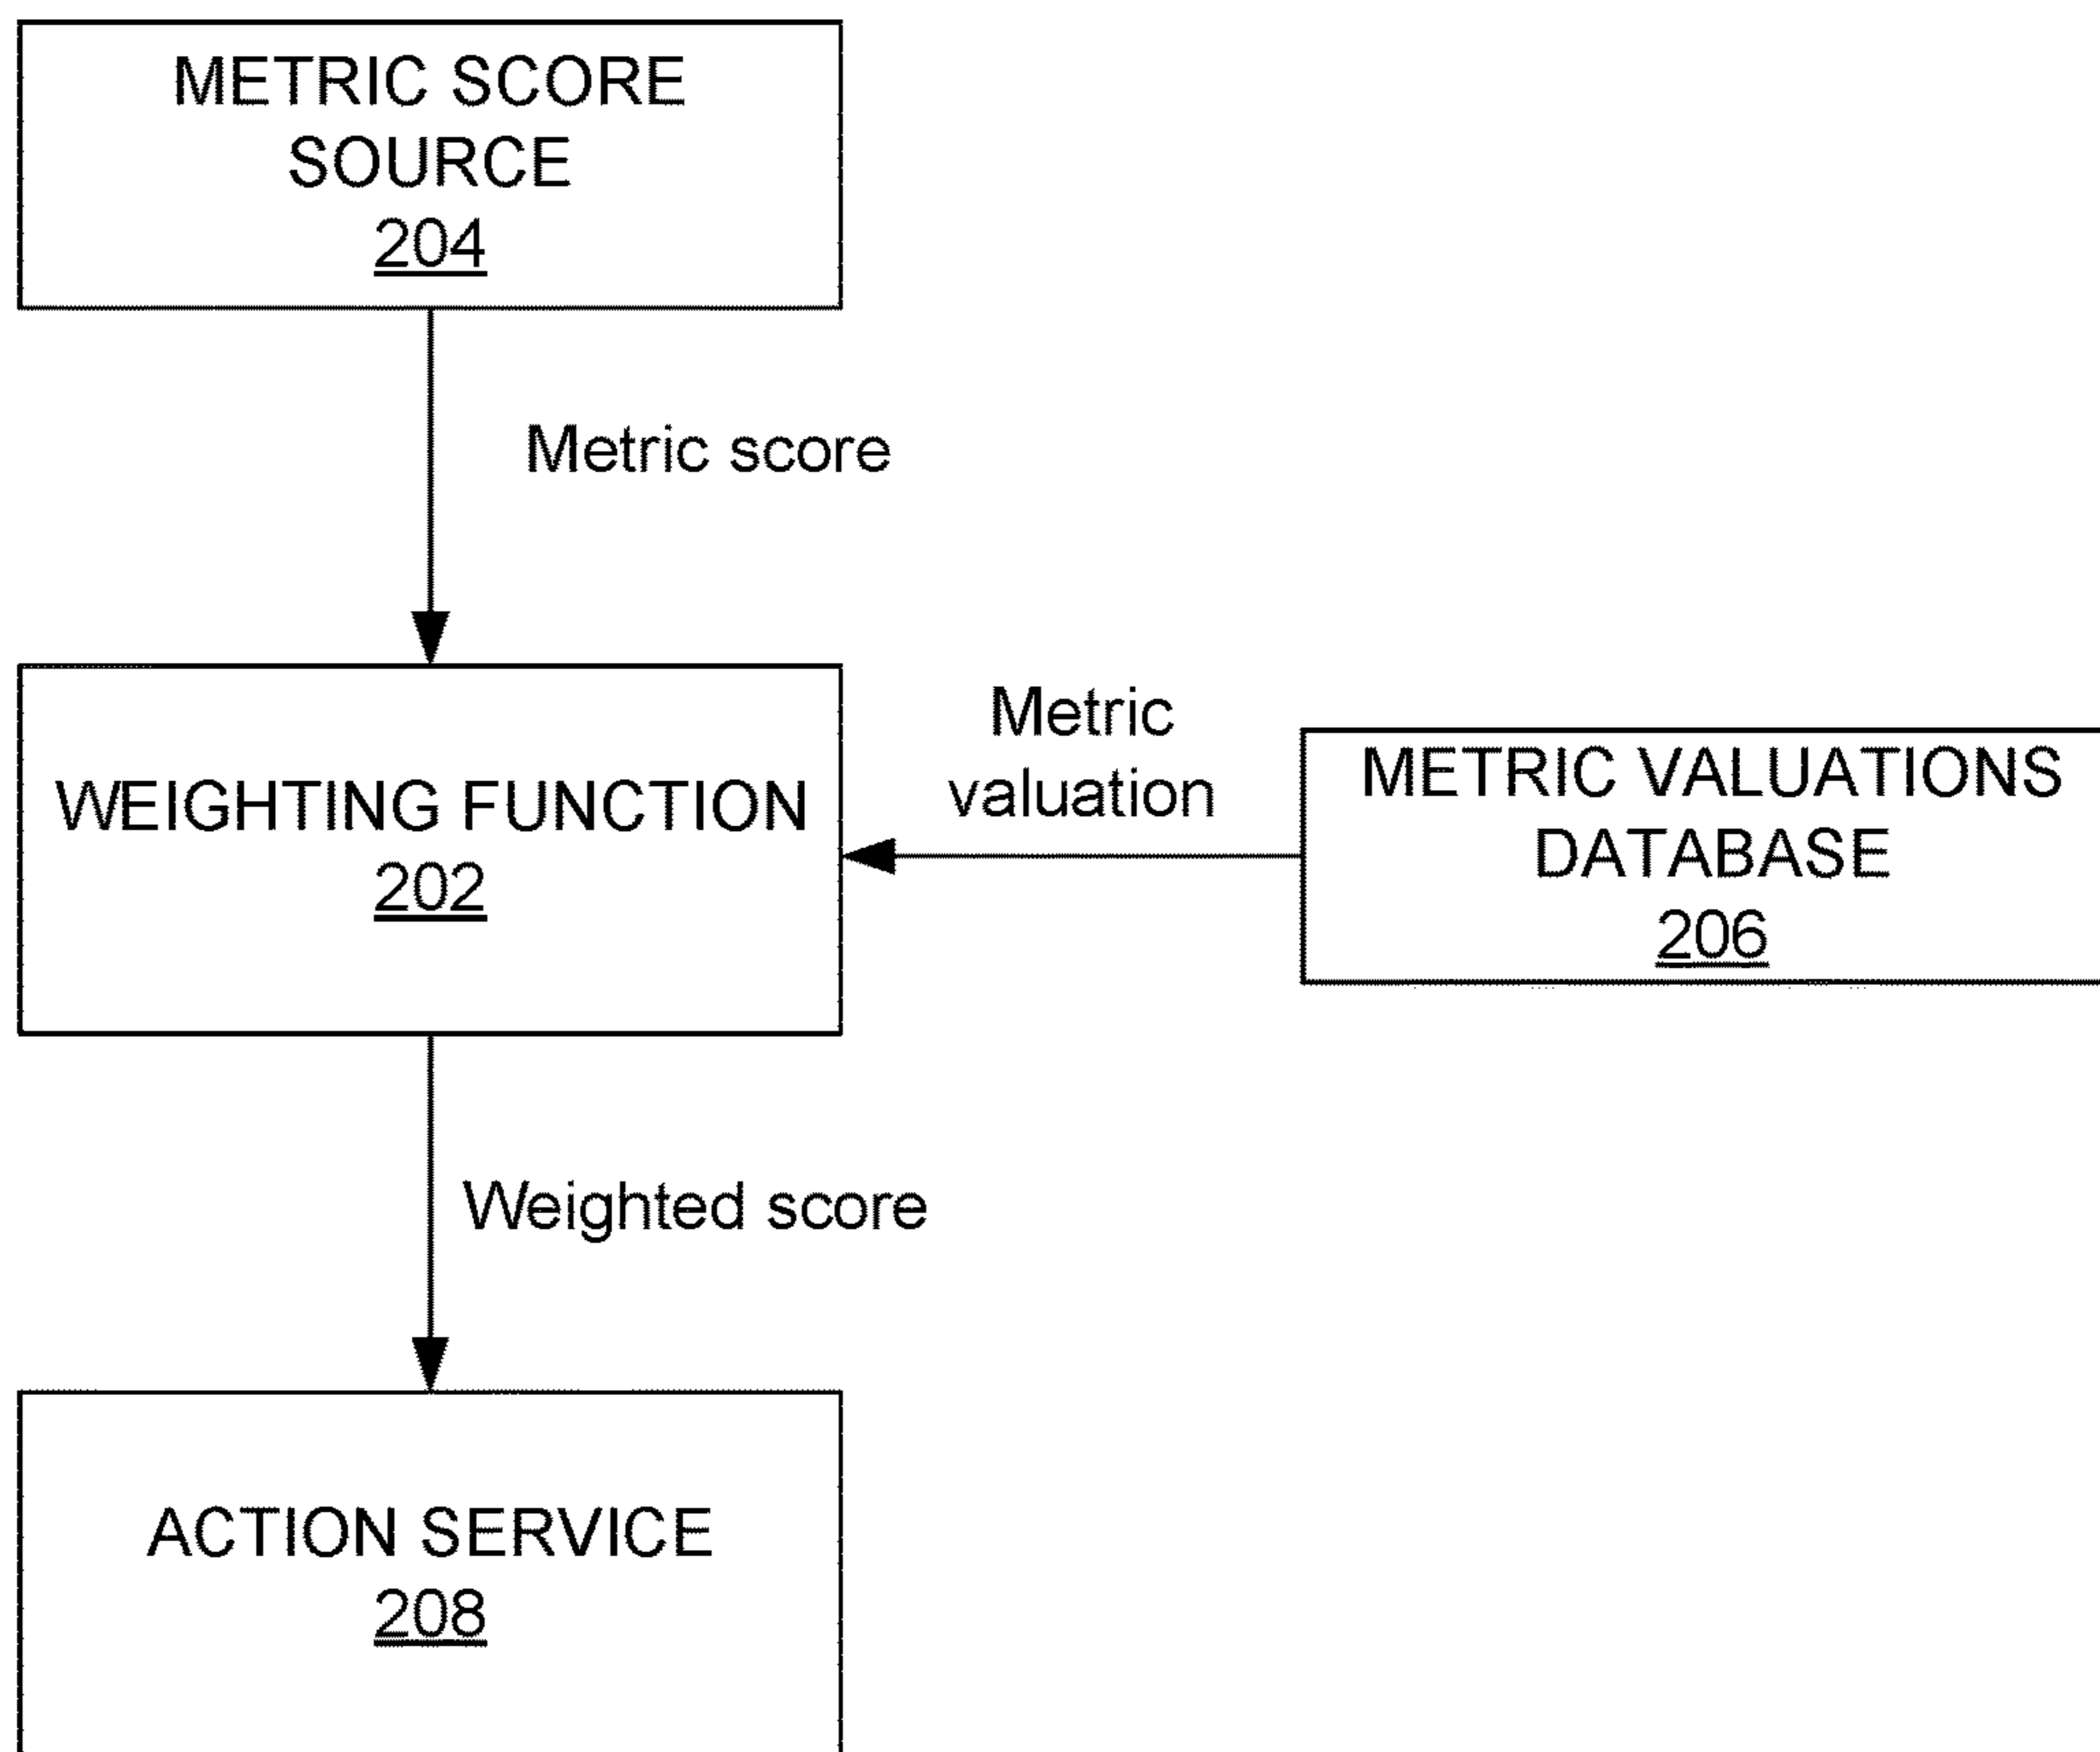 METRIC SCORE
SOURCE
204
Metric score
WEIGHTING FUNCTION
202
Metric
valuation
METRIC VALUATIONS
DATABASE
206
Weighted score
ACTION SERVICE
208